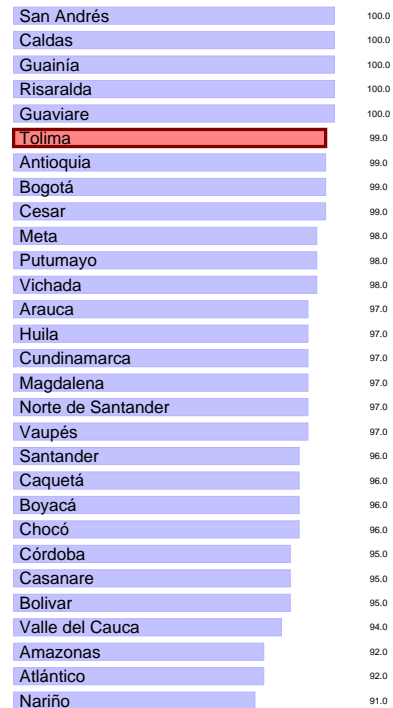 San Andrés 100.0
Caldas 100.0
Guainía 100.0
Risaralda 100.0
Guaviare 100.0
Tolima 99.0
Antioquia 99.0
Bogotá 99.0
Cesar 99.0
Meta 98.0
Putumayo 98.0
Vichada 98.0
Arauca 97.0
Huila 97.0
Cundinamarca 97.0
Magdalena 97.0
Norte de Santander 97.0
Vaupés 97.0
Santander 96.0
Caquetá 96.0
Boyacá 96.0
Chocó 96.0
Córdoba 95.0
Casanare 95.0
Bolivar 95.0
Valle del Cauca 94.0
Amazonas 92.0
Atlántico 92.0
Nariño 91.0